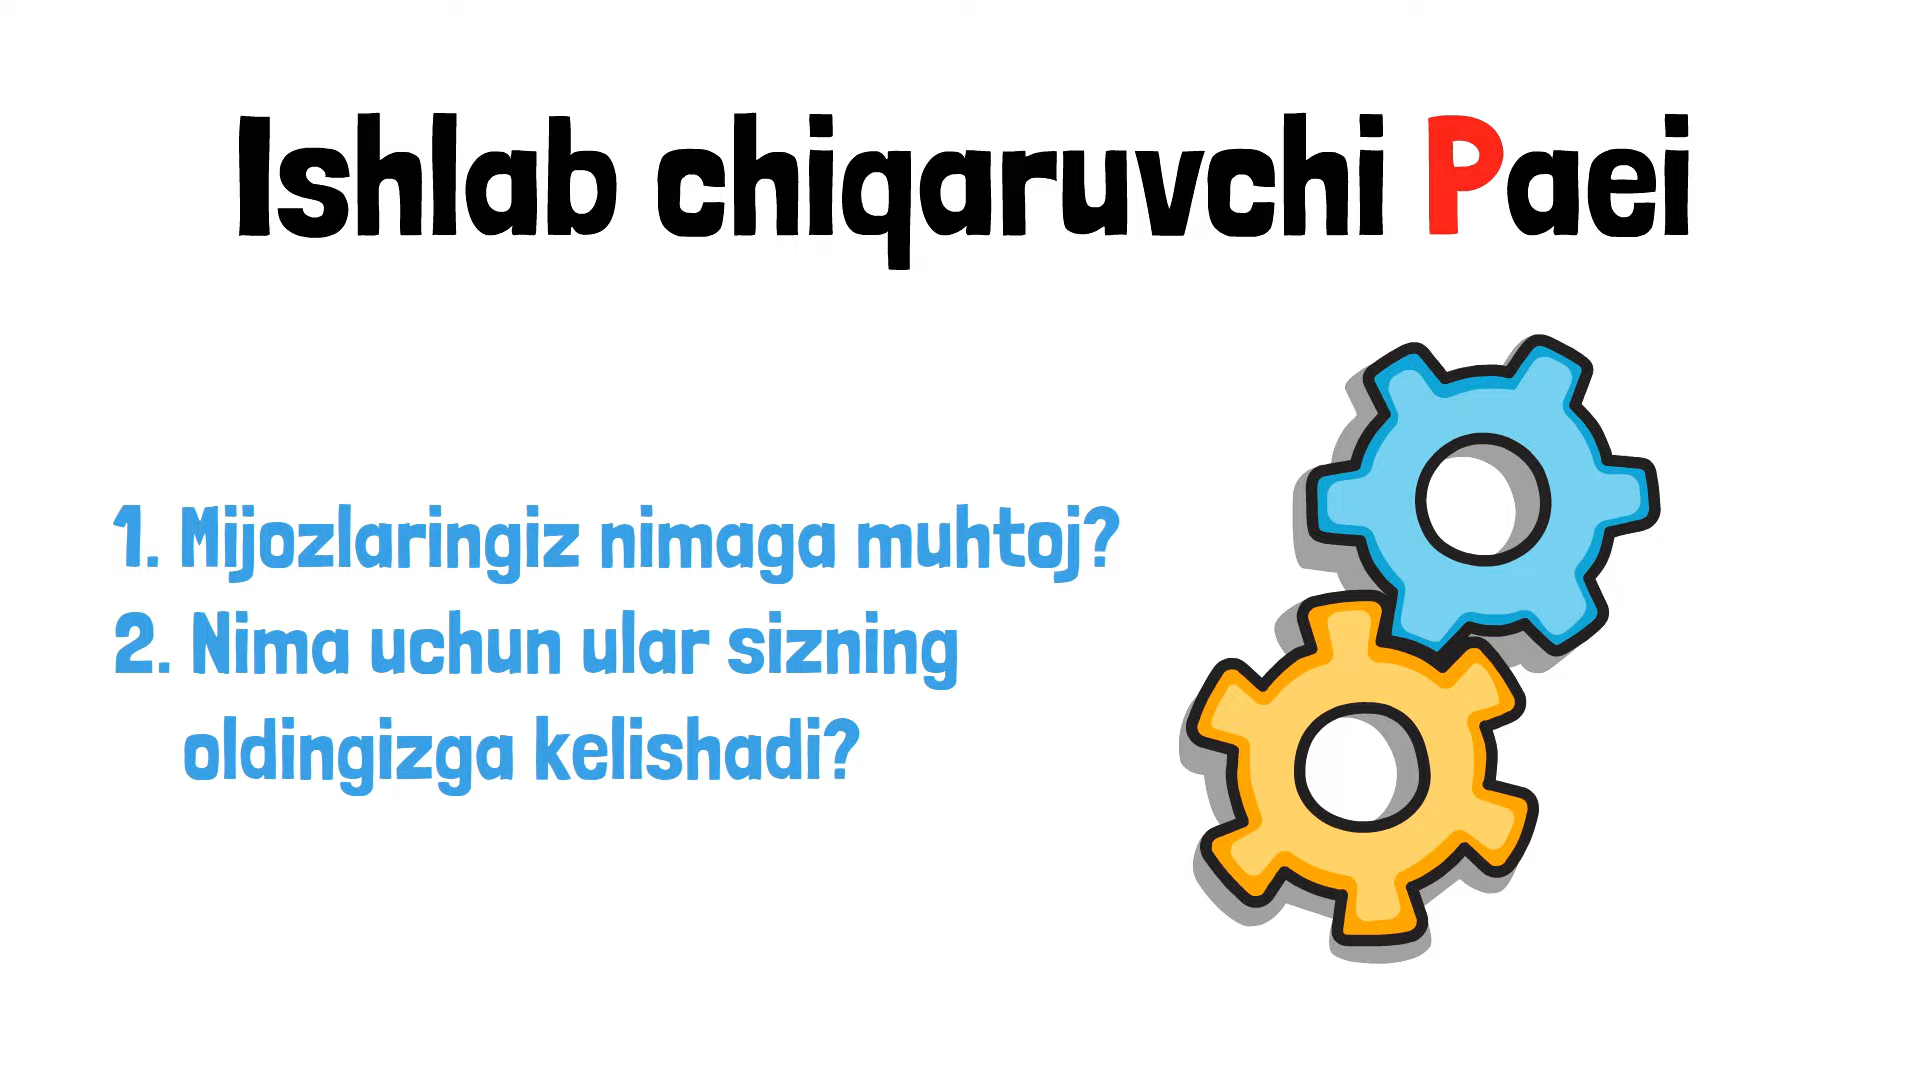 Ishlab chiqaruvchi Paei
1. Mijozlaringiz nimaga muhtoj?
2. Nima uchun ular sizning
oldingizga kelishadi?